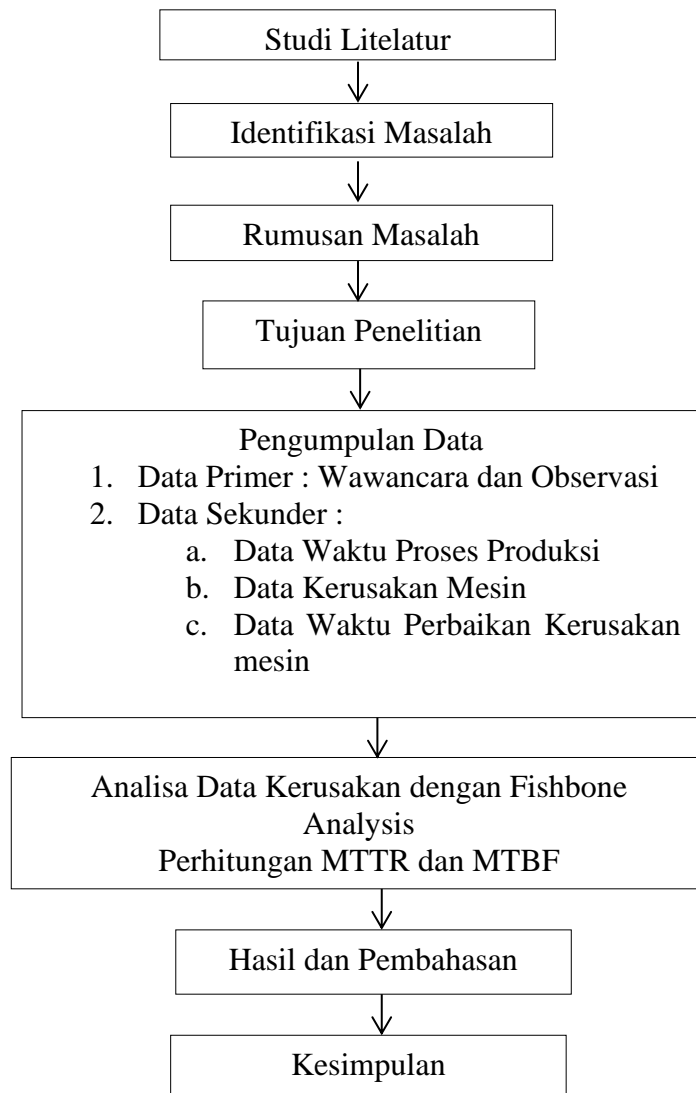 Studi Litelatur
Identifikasi Masalah
Rumusan Masalah
Tujuan Penelitian
Pengumpulan Data
1. Data Primer : Wawancara dan Observasi
2. Data Sekunder :
a. Data Waktu Proses Produksi
b. Data Kerusakan Mesin
c. Data Waktu Perbaikan Kerusakan
mesin
Analisa Data Kerusakan dengan Fishbone
Analysis
Perhitungan MTTR dan MTBF
Hasil dan Pembahasan
Kesimpulan